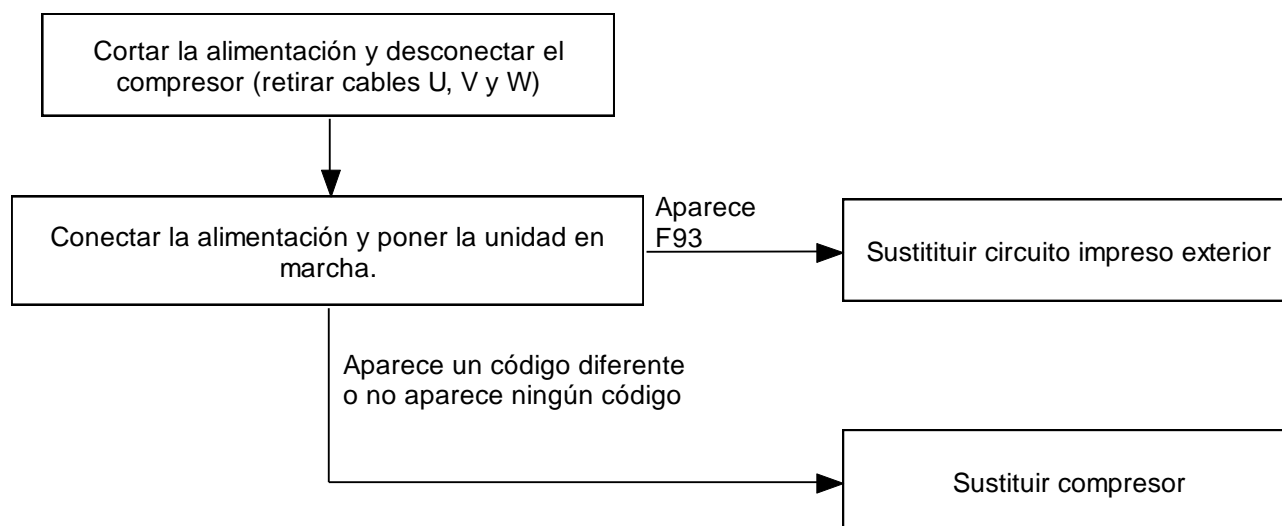 Cortar la alimentación y desconectar el
compresor (retirar cables U, V y W)
Conectar la alimentación y poner la unidad en
marcha.
Aparece
F93
Sustitituir circuito impreso exterior
Aparece un código diferente
o no aparece ningún código
Sustituir compresor